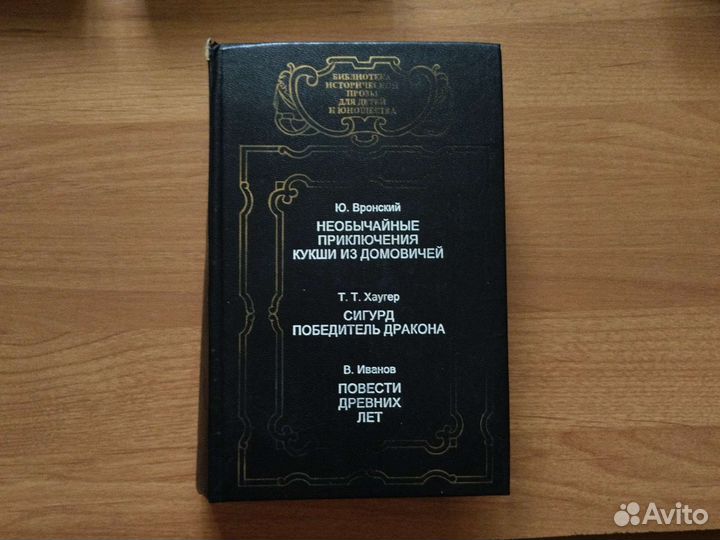 БИБЛИОТЕКА
ИСТОРИЧЕСКОЙ
ПРОЗЫ
ДЛЯ ДЕТЕЙ
И ЮНОШЕСТВА
Ю. Вронский
НЕОБЫЧАЙНЫЕ
ПРИКЛЮЧЕНИЯ
КУКШИ ИЗ ДОМОВИЧЕЙ
Т. Т. Хаугер
СИГУРД
ПОБЕДИТЕЛЬ ДРАКОНА
В. Иванов
ПОВЕСТИ
ДРЕВНИХ
ЛЕТ
Avito